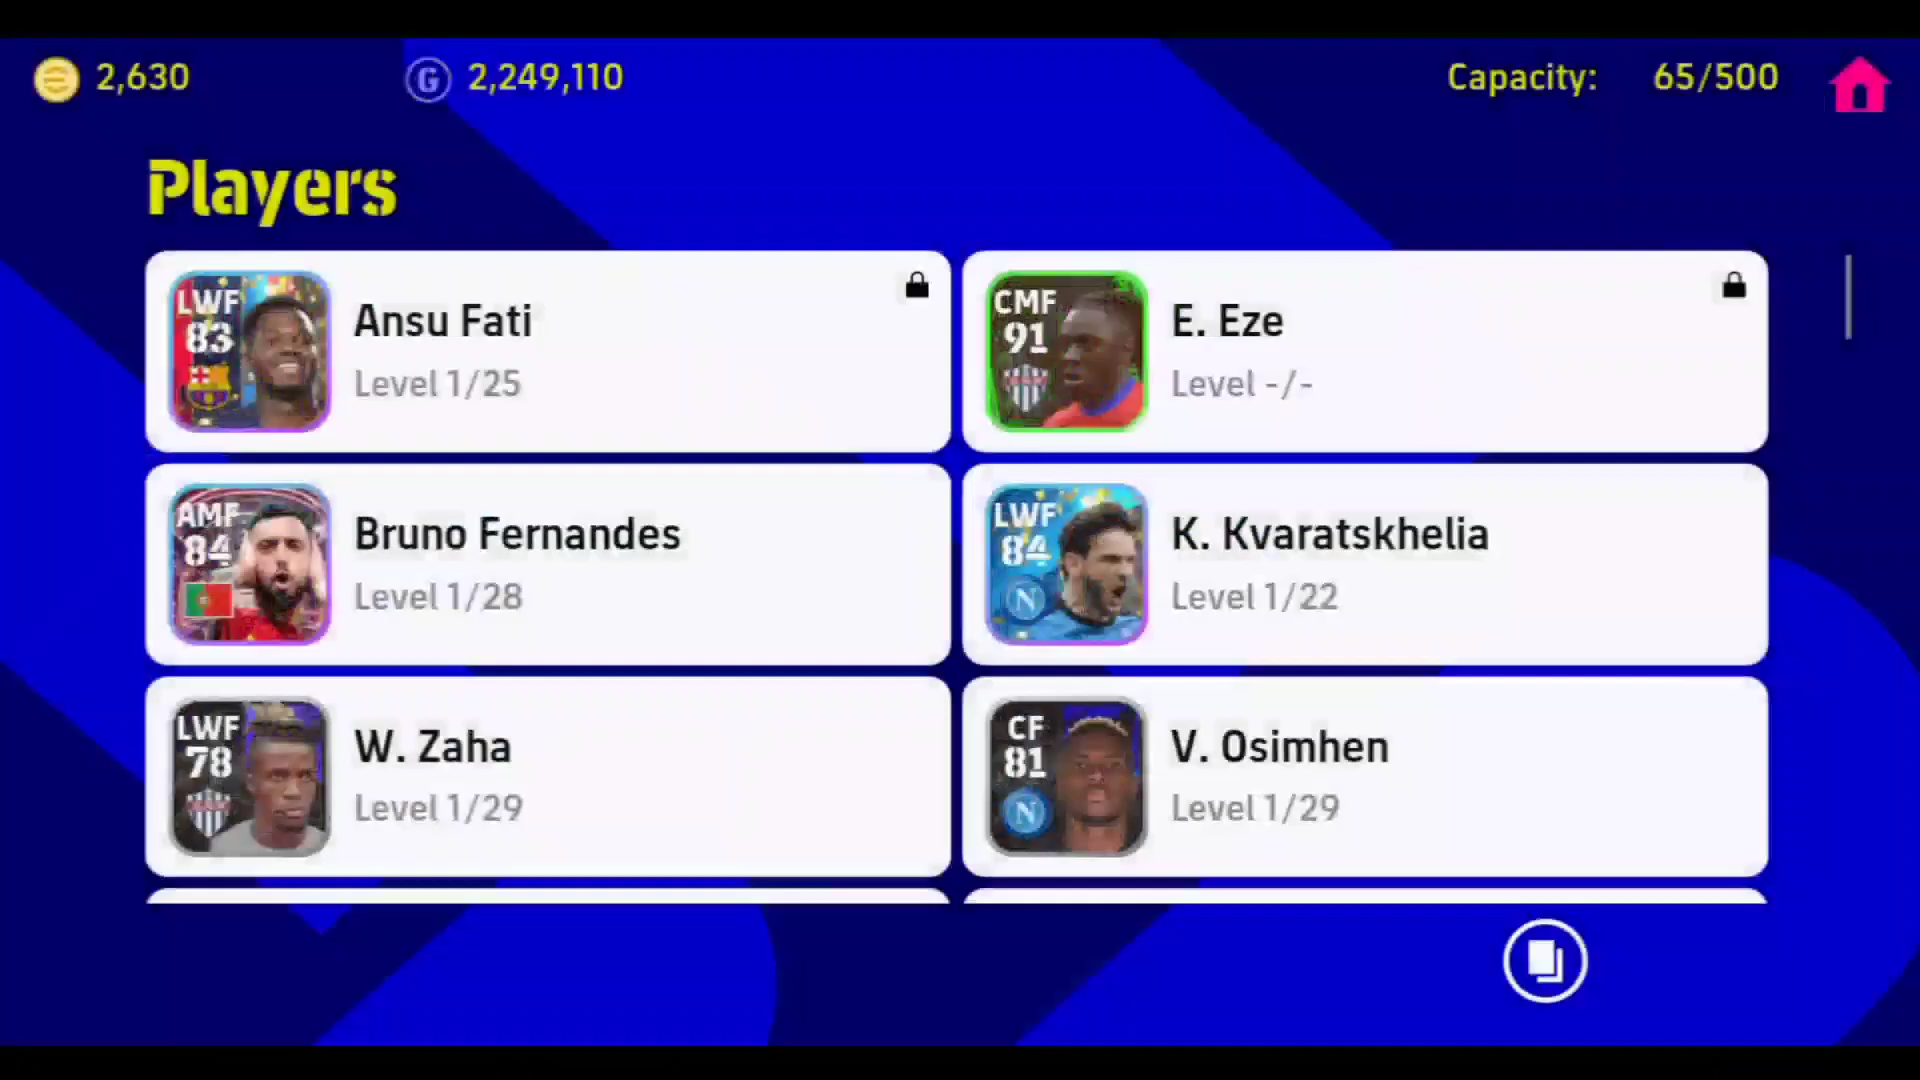 2,630
G 2,249,110
Capacity: 65/500
Players
LWF
83
Ansu Fati
Level 1/25
CMF
91
E. Eze
Level -/-
AMF
84
Bruno Fernandes
Level 1/28
LWF
84
N
K. Kvaratskhelia
Level 1/22
LWF
78
W. Zaha
Level 1/29
CF
81
N
V. Osimhen
Level 1/29